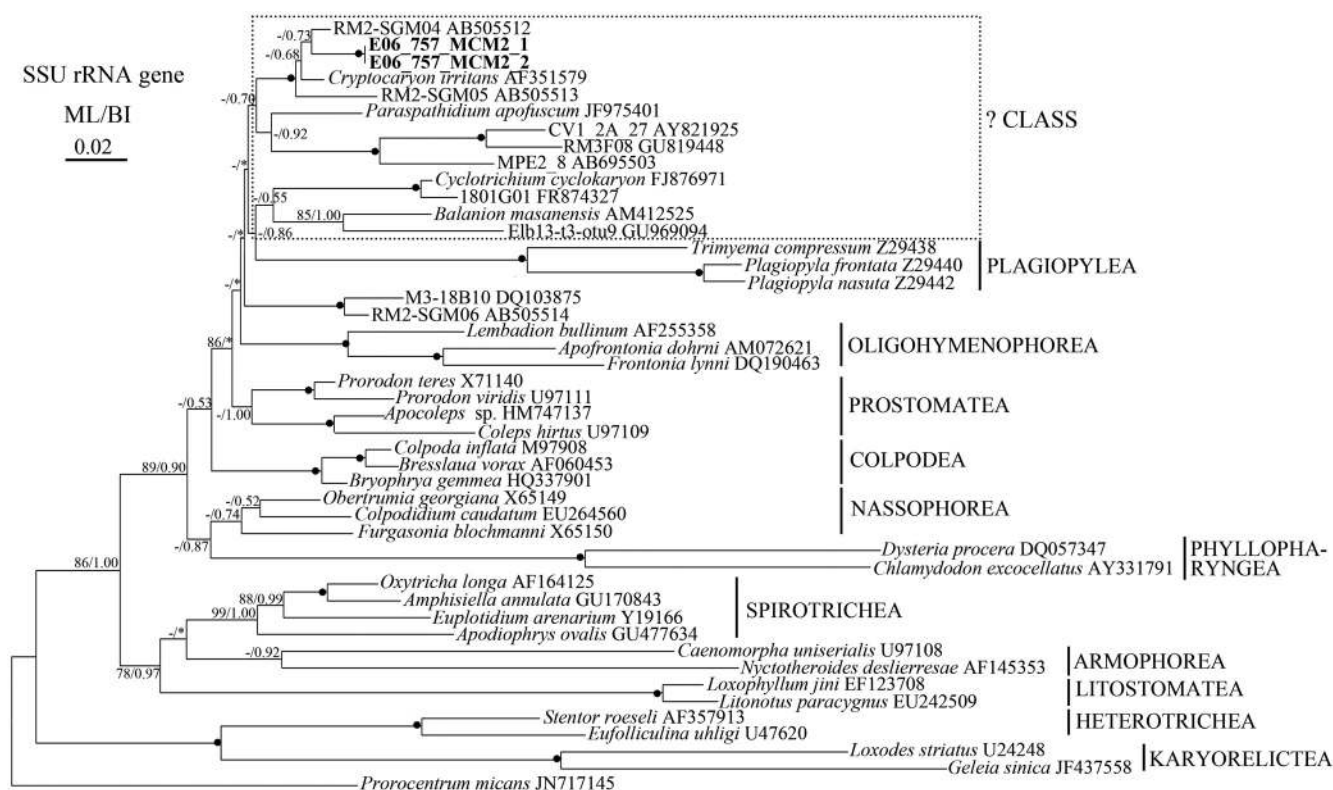 RM2-SGM04 AB505512
-/0.73
E06_757_MCM2_1
-/0.68
E06_757_MCM2_2
SSU rRNA gene
Cryptocaryon irritans AF351579
ML/BI
RM2-SGM05 AB505513
-/0.70
0.02
Paraspathidium apofuscum JF975401
? CLASS
-/0.92
CV1_2A_27 AY821925
RM3F08 GU819448
MPE2_8 AB695503
-/*
Cyclotrichium cyclokaryon FJ876971
-/0.55
1801G01 FR874327
85/1.00
Balanion masanensis AM412525
-/0.86
Elb13-t3-otu9 GU969094
-/*
Trimyema compressum Z29438
Plagiopyla frontata Z29440
PLAGIOPYLEA
Plagiopyla nasuta Z29442
-/*
M3-18B10 DQ103875
RM2-SGM06 AB505514
Lembadion bullinum AF255358
86/*
Apofrontonia dohrni AM072621
OLIGOHYMENOPHOREA
Frontonia lynni DQ190463
Prorodon teres X71140
Prorodon viridis U97111
-/0.53
-/1.00
PROSTOMATEA
Apocoleps sp. HM747137
Coleps hirtus U97109
Colpoda inflata M97908
89/0.90
Bresslaua vorax AF060453
COLPODEA
Bryophrya gemmea HQ337901
-/0.52
Obertrumia georgiana X65149
-/0.74
Colpodidium caudatum EU264560
NASSOPHOREA
Furgasonia blochmanni X65150
-/0.87
Dysteria procera DQ057347
PHYLLOPHA-
RYNGEA
86/1.00
Chlamydodon excocellatus AY331791
Oxytricha longa AF164125
88/0.99
Amphisiella annulata GU170843
SPIROTRICHEA
99/1.00
Euplotidium arenarium Y19166
-/*
Apodiophrys ovalis GU477634
Caenomorpha uniserialis U97108
-/0.92
ARMOPHOREA
Nyctotheroides deslierresae AF145353
78/0.97
Loxophyllum jini EF123708
LITOSTOMATEA
Litonotus paracygnus EU242509
Stentor roeseli AF357913
HETEROTRICHEA
Eufolliculina uhligi U47620
Loxodes striatus U24248
KARYORELICTEA
Geleia sinica JF437558
Prorocentrum micans JN717145